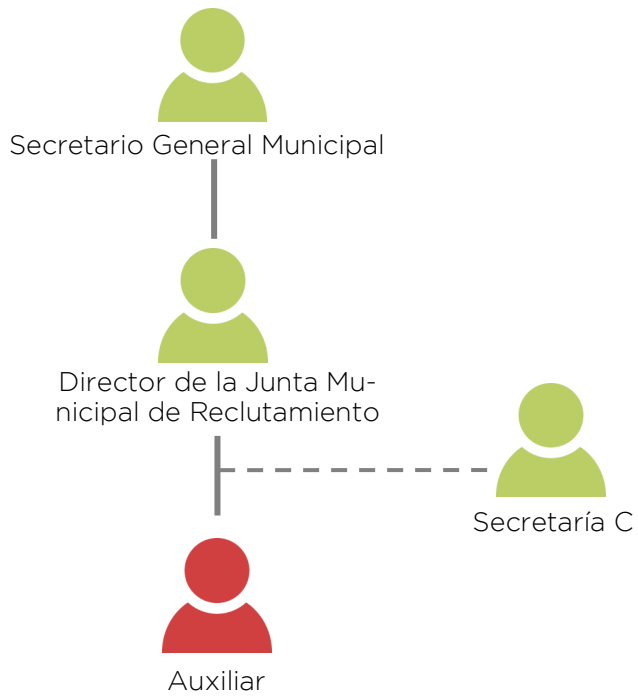 Secretario General Municipal
Director de la Junta Mu-
nicipal de Reclutamiento
Secretaría C
Auxiliar